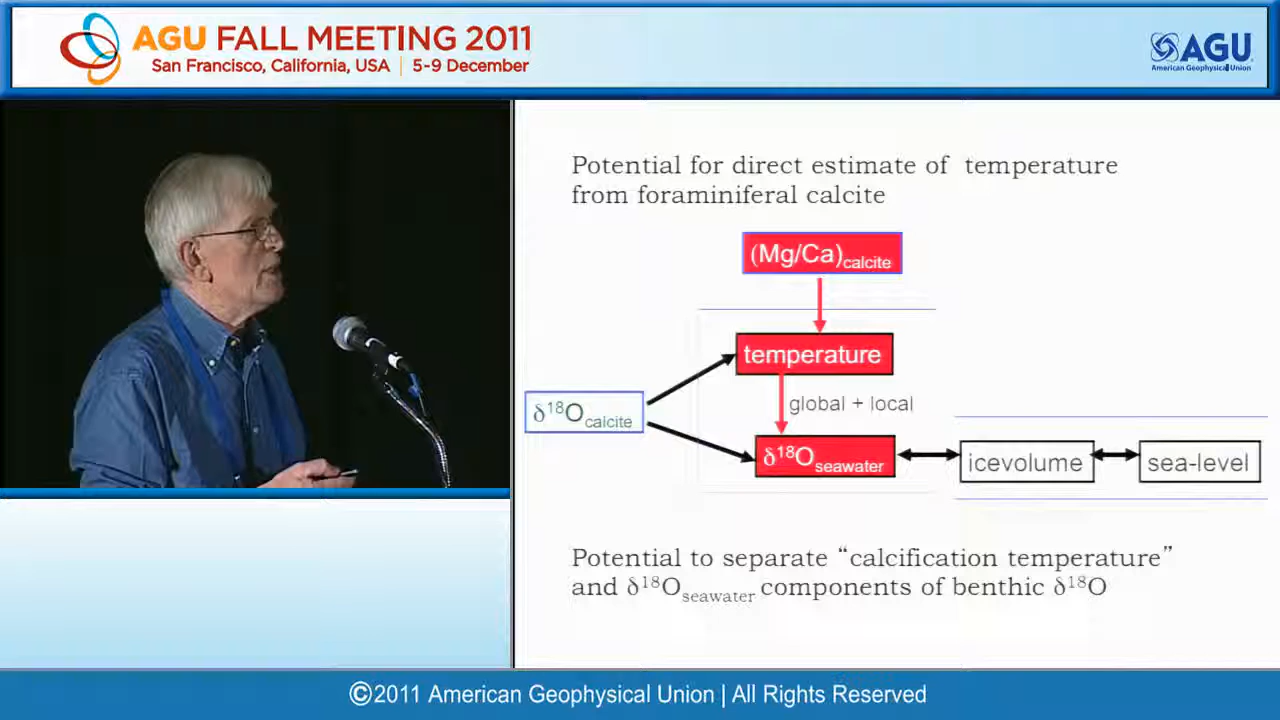 AGU FALL MEETING 2011
San Francisco, California, USA | 5-9 December
AGU
American Geophysical Union
Potential for direct estimate of temperature
from foraminiferal calcite
(Mg/Ca)calcite
temperature
global + local
δ18Ocalcite
δ18Oseawater
icevolume
sea-level
Potential to separate “calcification temperature”
and δ18Oseawater components of benthic δ18O
©2011 American Geophysical Union | All Rights Reserved